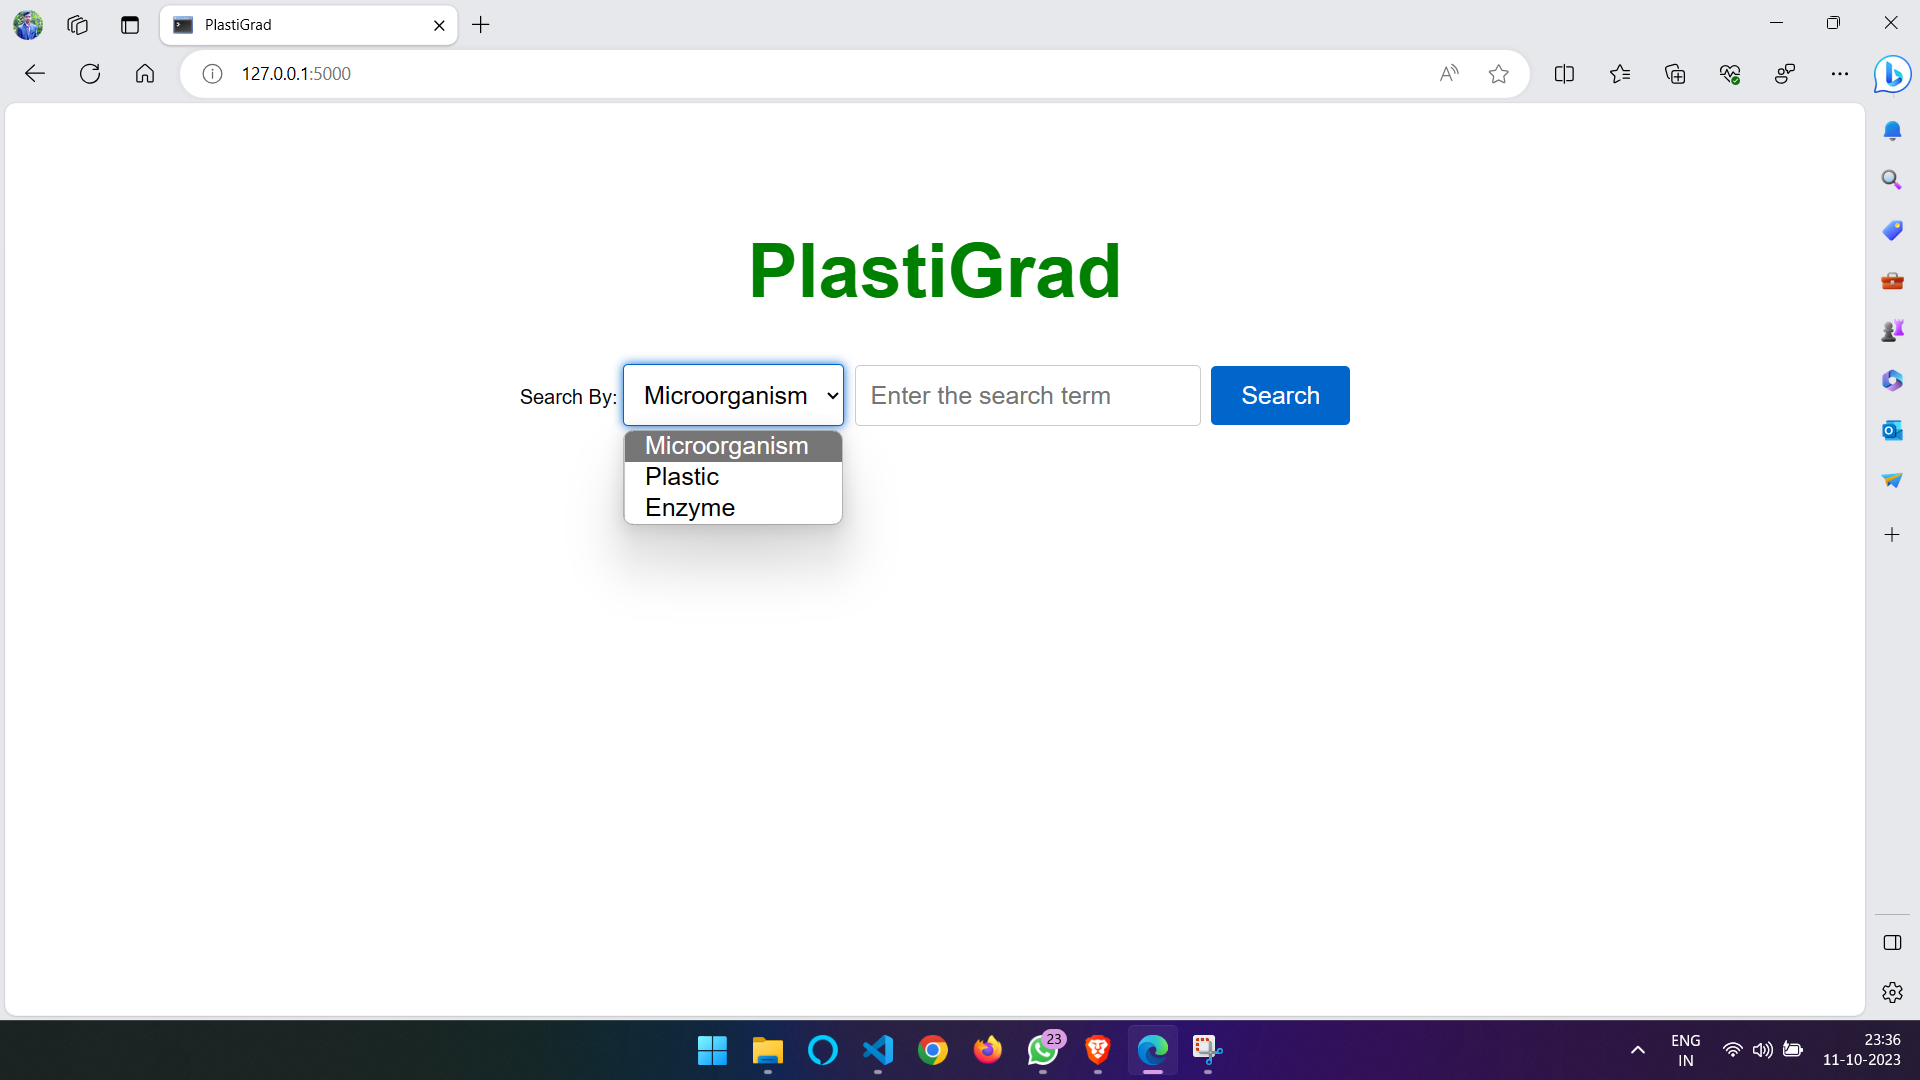 PlastiGrad
127.0.0.1:5000
PlastiGrad
Search By: Microorganism Enter the search term Search
Microorganism
Plastic
Enzyme
23
ENG
IN
23:36
11-10-2023